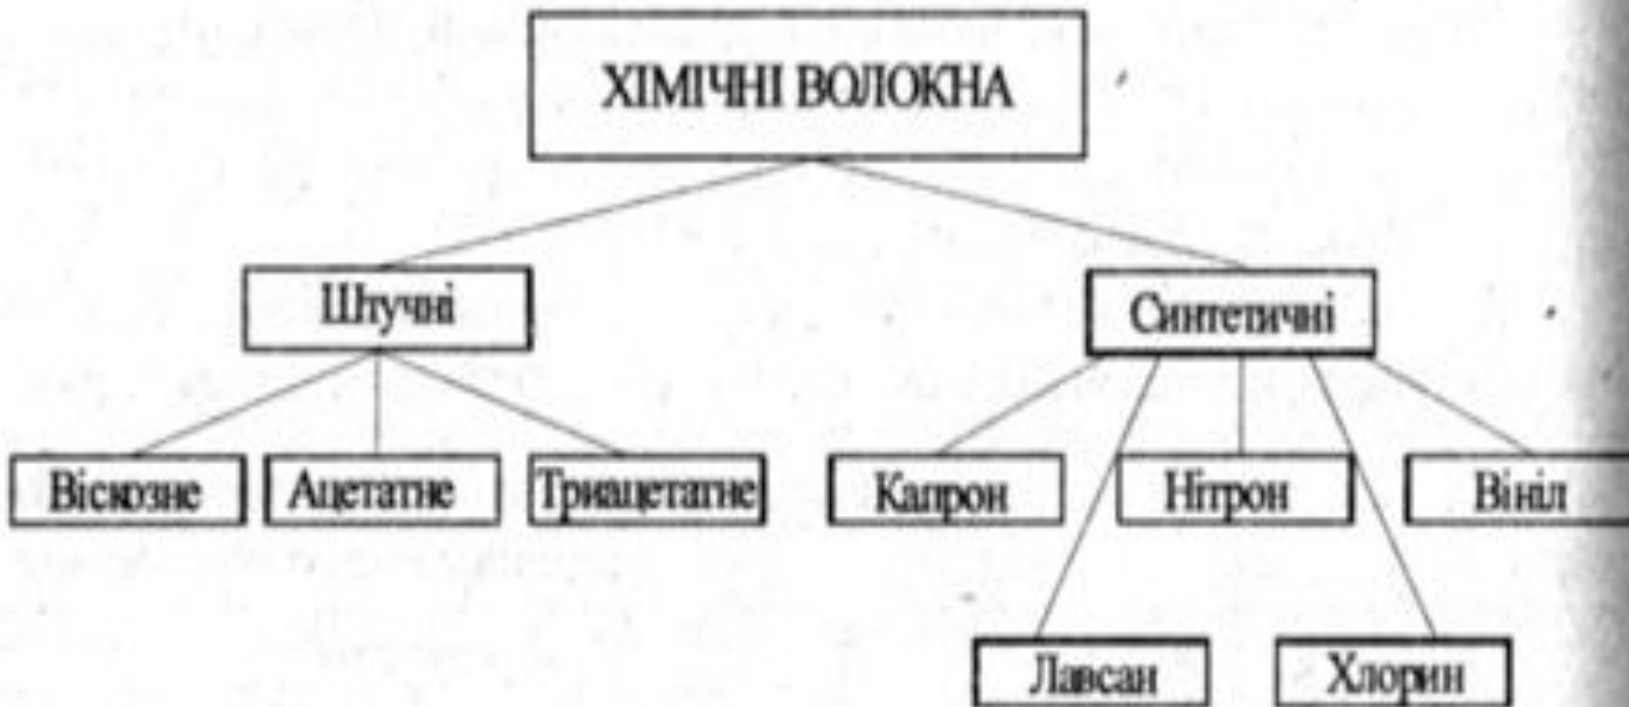 ХІМІЧНІ ВОЛОКНА
Штучні
Синтетичні
Віскозне
Ацетатне
Триацетатне
Капрон
Нітрон
Вініл
Лавсан
Хлорин